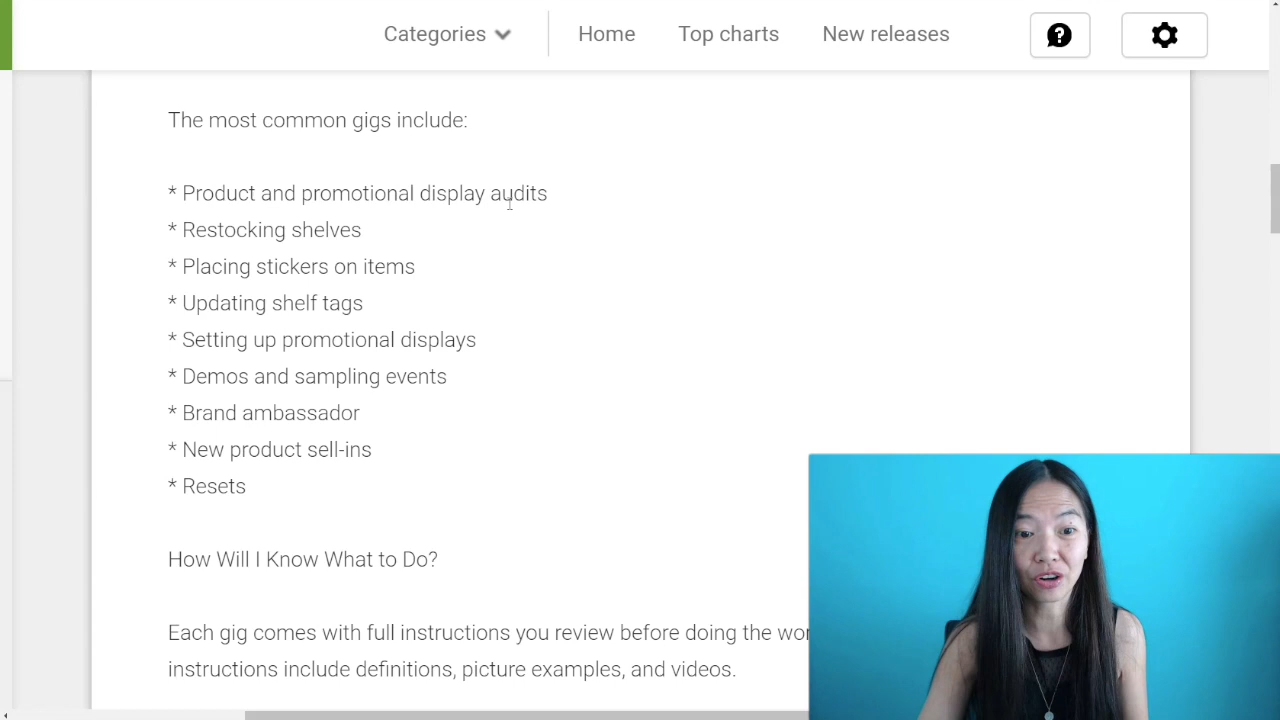 Categories
Home
Top charts
New releases
The most common gigs include:
* Product and promotional display audits
* Restocking shelves
* Placing stickers on items
* Updating shelf tags
* Setting up promotional displays
* Demos and sampling events
* Brand ambassador
* New product sell-ins
* Resets
How Will I Know What to Do?
Each gig comes with full instructions you review before doing the
instructions include definitions, picture examples, and videos.